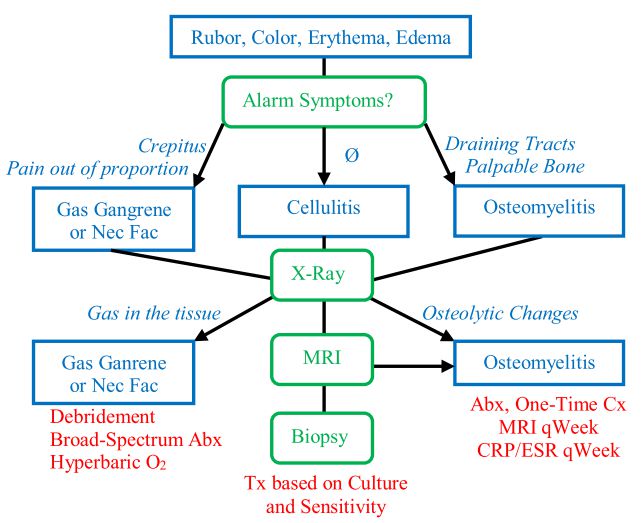 Rubor, Color, Erythema, Edema
Alarm Symptoms?
Crepitus
Pain out of proportion
Ø
Draining Tracts
Palpable Bone
Gas Gangrene
or Nec Fac
Cellulitis
Osteomyelitis
X-Ray
Gas in the tissue
Osteolytic Changes
Gas Ganrene
or Nec Fac
MRI
Osteomyelitis
Debridement
Broad-Spectrum Abx
Hyperbaric O₂
Biopsy
Abx, One-Time Cx
MRI qWeek
CRP/ESR qWeek
Tx based on Culture
and Sensitivity